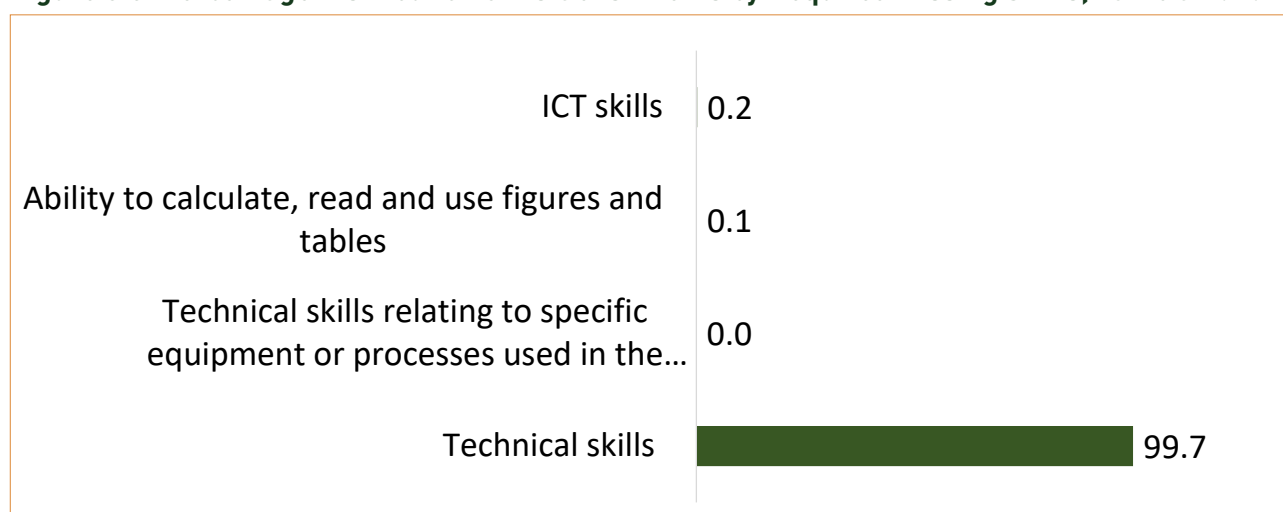 ICT skills 0.2
Ability to calculate, read and use figures and
tables 0.1
Technical skills relating to specific
equipment or processes used in the… 0.0
Technical skills 99.7